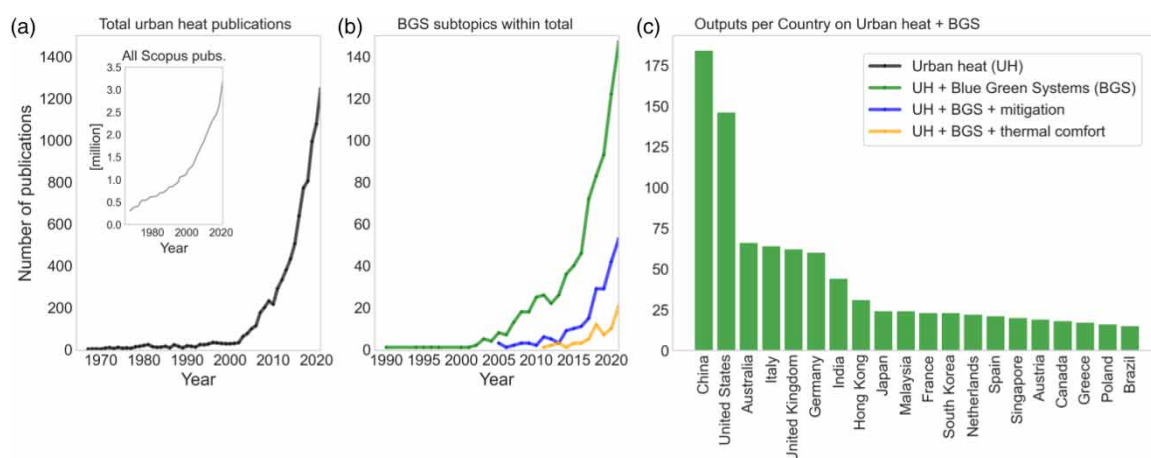 (a)
Total urban heat publications
Number of publications
1400
1200
1000
800
600
400
200
0
1970
1980
1990
2000
2010
2020
Year
All Scopus pubs.
[million]
3.5
3.0
2.5
2.0
1.5
1.0
0.5
0.0
1980
2000
2020
Year
(b)
BGS subtopics within total
140
120
100
80
60
40
20
0
1990
1995
2000
2005
2010
2015
2020
Year
(c)
Outputs per Country on Urban heat + BGS
175
150
125
100
75
50
25
0
Urban heat (UH)
UH + Blue Green Systems (BGS)
UH + BGS + mitigation
UH + BGS + thermal comfort
China
United States
Australia
Italy
United Kingdom
Germany
India
Hong Kong
Japan
Malaysia
France
South Korea
Netherlands
Spain
Singapore
Austria
Canada
Greece
Poland
Brazil